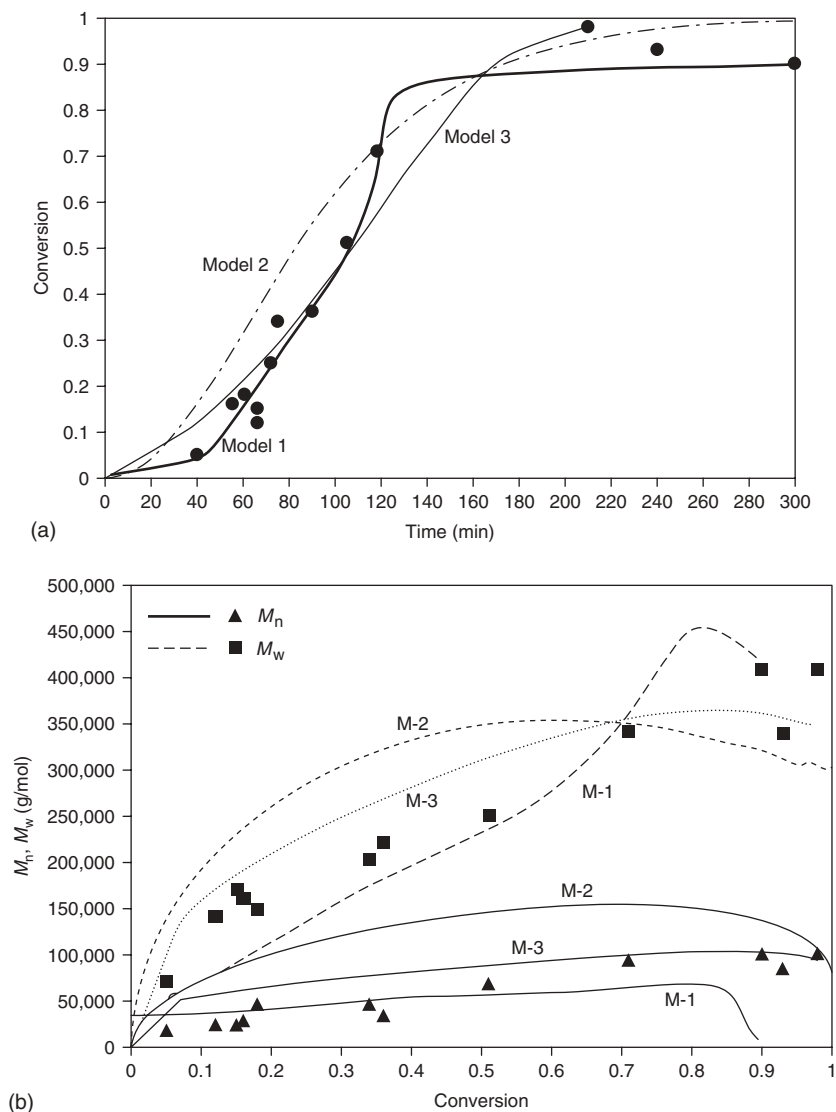 1
0.9
0.8
0.7
0.6
0.5
0.4
0.3
0.2
0.1
0
Conversion
Model 3
Model 2
Model 1
0 20 40 60 80 100 120 140 160 180 200 220 240 260 280 300
Time (min)
(a)
500,000
450,000
400,000
350,000
300,000
250,000
200,000
150,000
100,000
50,000
0
Mn, Mw (g/mol)
Mn
Mw
M-2
M-3
M-1
M-2
M-3
M-1
0 0.1 0.2 0.3 0.4 0.5 0.6 0.7 0.8 0.9 1
Conversion
(b)